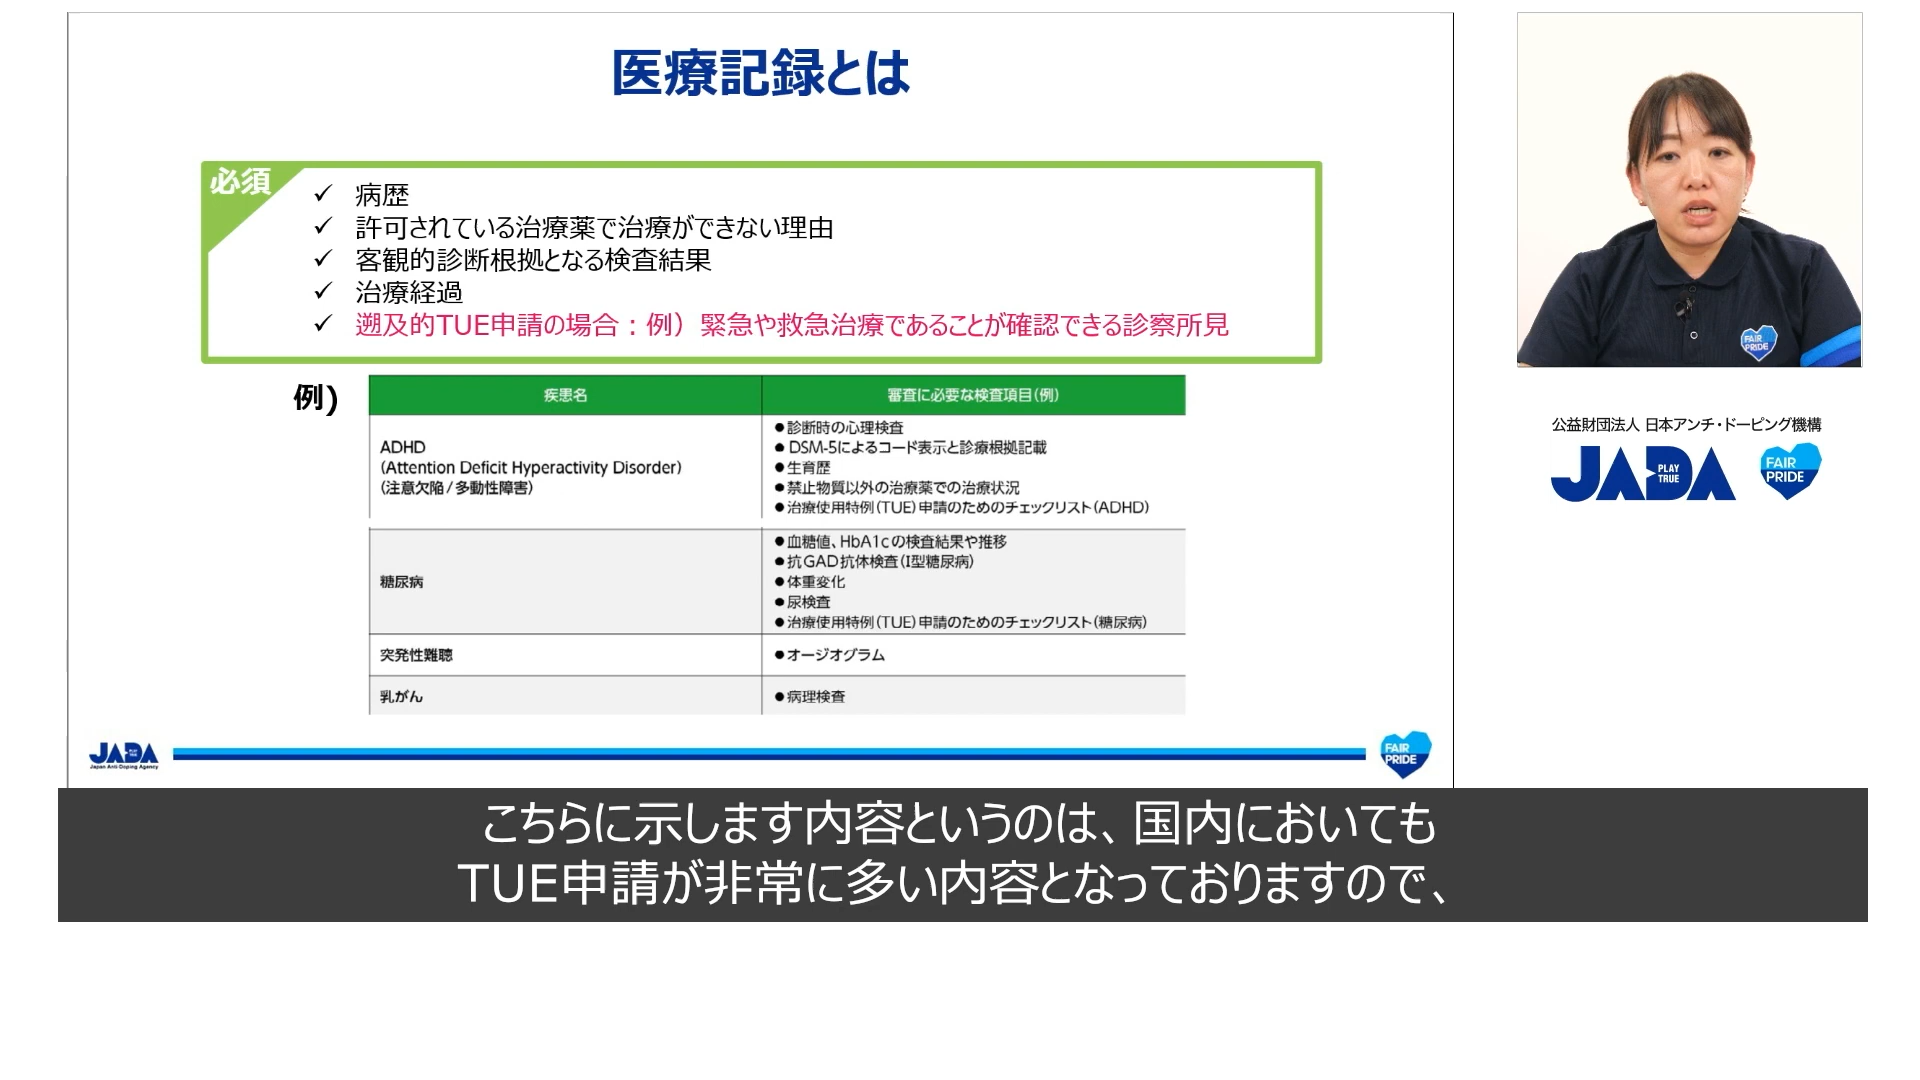 医療記録とは
必須
✓ 病歴
✓ 許可されている治療薬で治療ができない理由
✓ 客観的診断根拠となる検査結果
✓ 治療経過
✓ 遡及的TUE申請の場合：例）緊急や救急治療であることが確認できる診察所見
例)
疾患名
審査に必要な検査項目(例)
ADHD
(Attention Deficit Hyperactivity Disorder)
(注意欠陥/多動性障害)
●診断時の心理検査
●DSM-5によるコード表示と診療根拠記載
●生育歴
●禁止物質以外の治療薬での治療状況
●治療使用特例(TUE)申請のためのチェックリスト(ADHD)
糖尿病
●血糖値、HbA1cの検査結果や推移
●抗GAD抗体検査(I型糖尿病)
●体重変化
●尿検査
●治療使用特例(TUE)申請のためのチェックリスト(糖尿病)
突発性難聴
●オージオグラム
乳がん
●病理検査
JADA
PLAY TRUE
Japan Anti-Doping Agency
FAIR
PRIDE
FAIR
PRIDE
公益財団法人 日本アンチ・ドーピング機構
JADA
PLAY
TRUE
FAIR
PRIDE
こちらに示します内容というのは、国内においても
TUE申請が非常に多い内容となっておりますので、